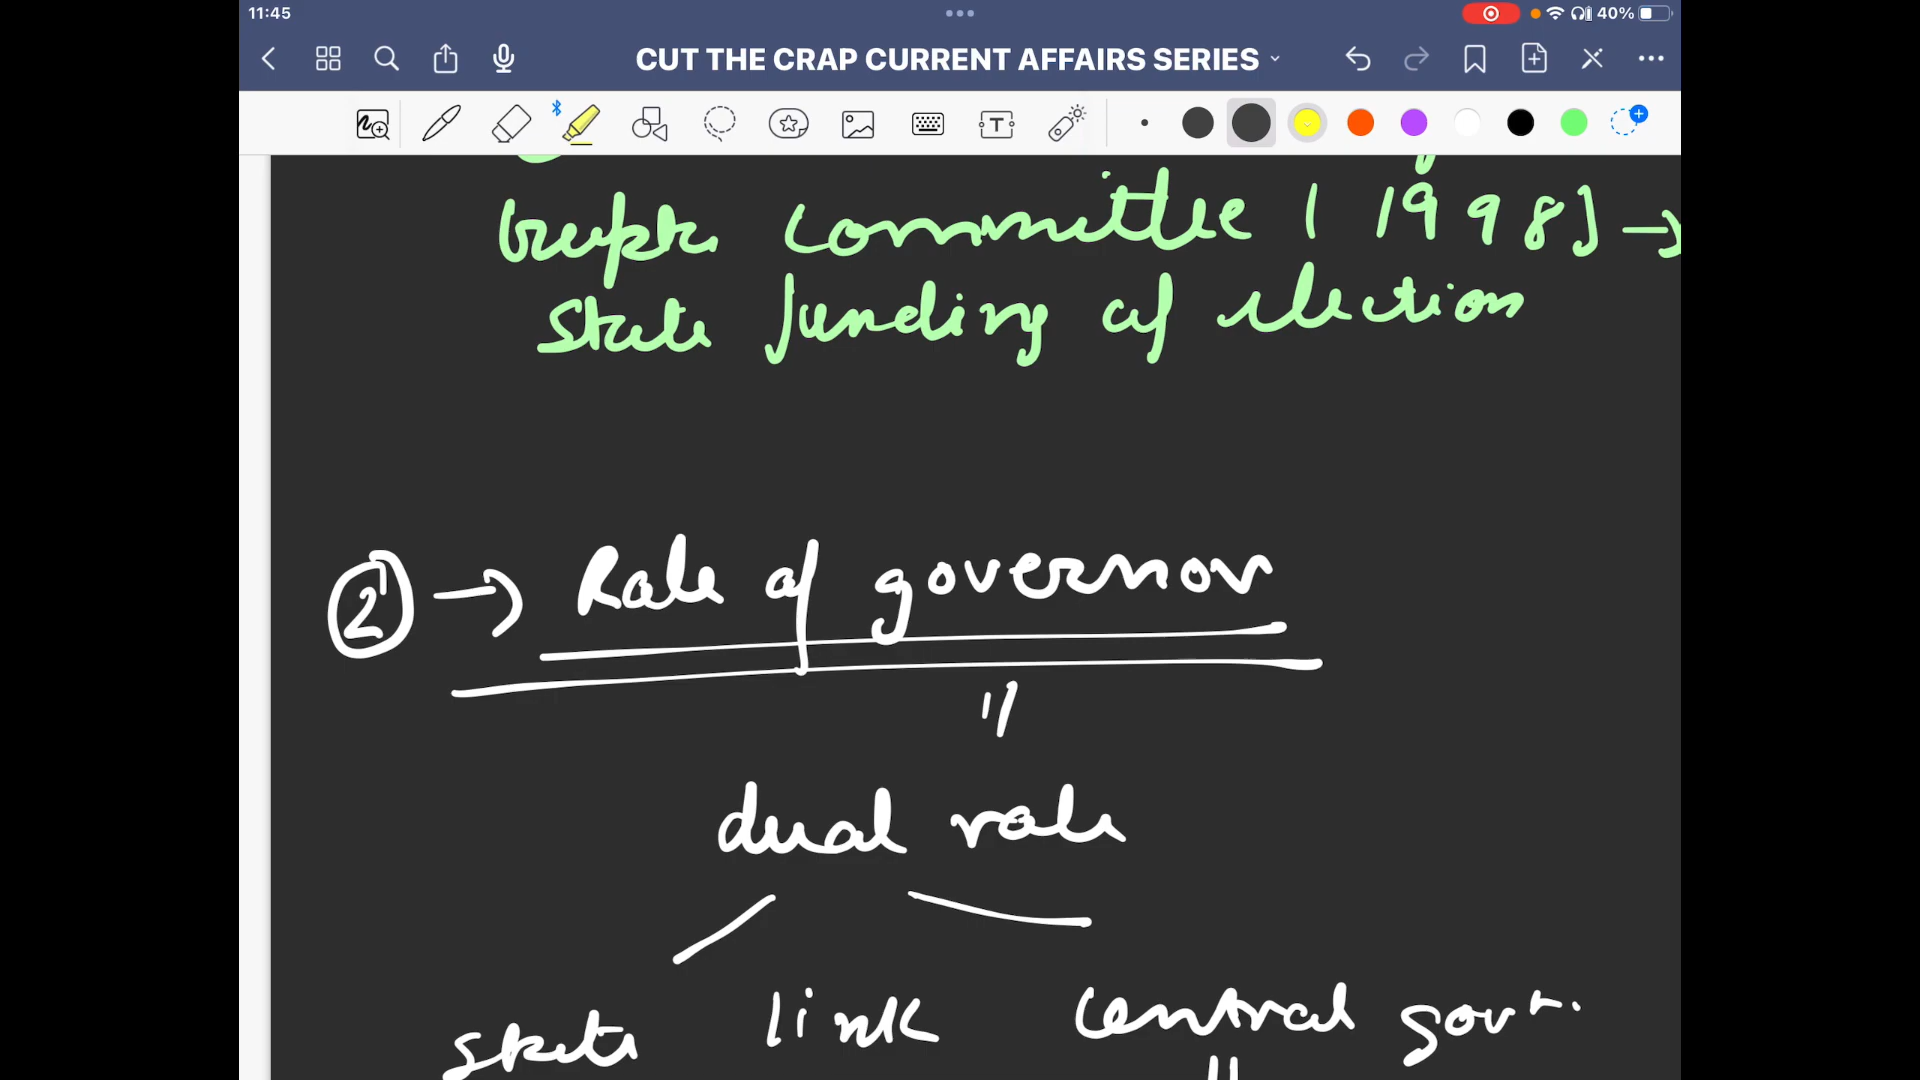 11:45
40%
CUT THE CRAP CURRENT AFFAIRS SERIES
Gupta Committee (1998) →
State funding of election
② → Role of governor
dual role
state link central govt.